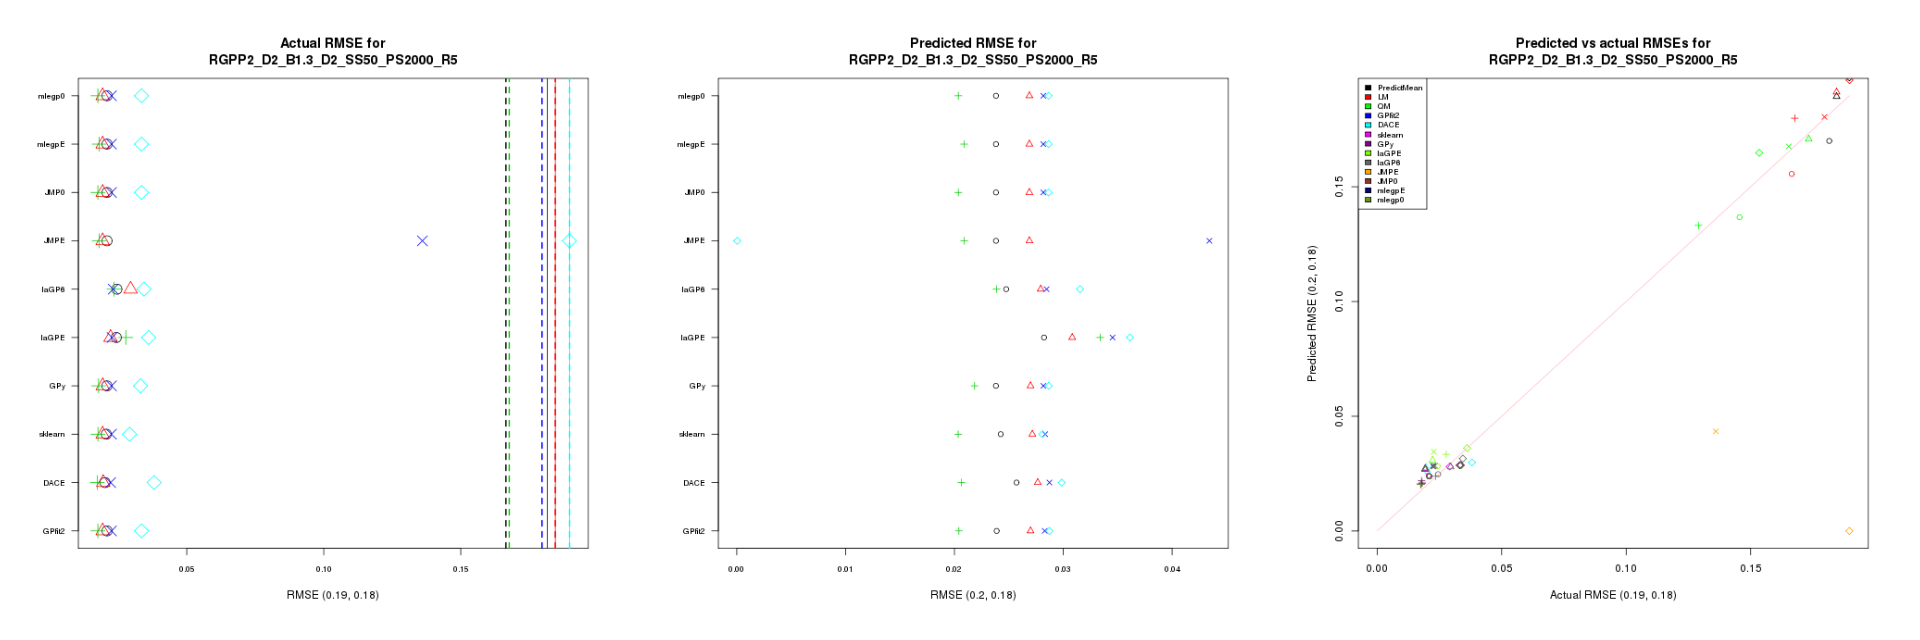 Actual RMSE for
RGPP2_D2_B1.3_D2_SS50_PS2000_R5
mlegp0
mlegpE
JMP0
JMPE
laGP6
laGPE
GPy
sklearn
DACE
GPfit2
0.05
0.10
0.15
RMSE (0.19, 0.18)
Predicted RMSE for
RGPP2_D2_B1.3_D2_SS50_PS2000_R5
mlegp0
mlegpE
JMP0
JMPE
laGP6
laGPE
GPy
sklearn
DACE
GPfit2
0.00
0.01
0.02
0.03
0.04
RMSE (0.2, 0.18)
Predicted vs actual RMSEs for
RGPP2_D2_B1.3_D2_SS50_PS2000_R5
PredictMean
LM
QM
GPfit2
DACE
sklearn
GPy
laGPE
laGP6
JMPE
JMP0
mlegpE
mlegp0
Predicted RMSE (0.2, 0.18)
0.15
0.10
0.05
0.00
0.00
0.05
0.10
0.15
Actual RMSE (0.19, 0.18)